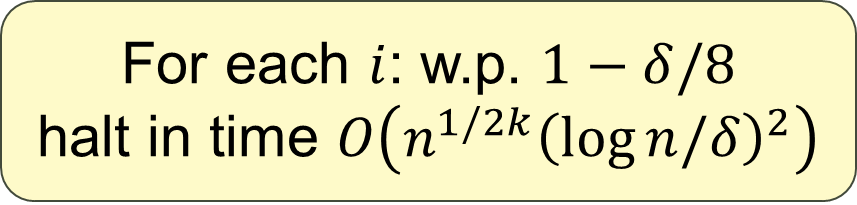 For each 𝑖: w.p. 1 − 𝛿/8
halt in time 𝑂(𝑛^{1/2𝑘}(log 𝑛/𝛿)^2)